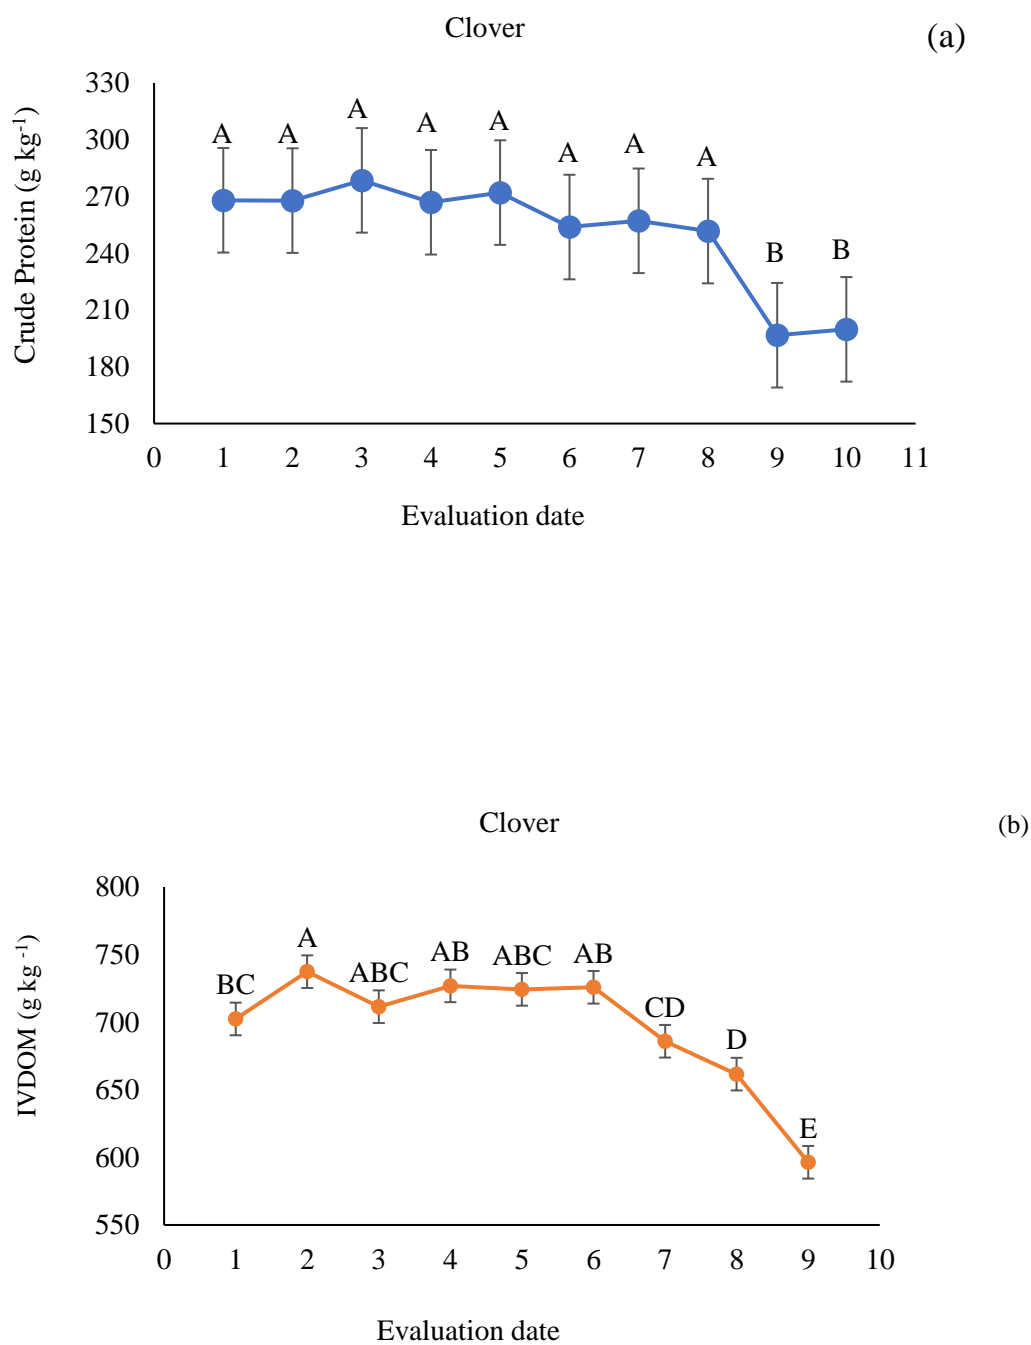 Clover
(a)
Crude Protein (g kg-1)
330
300
270
240
210
180
150
A A A A A A A A B B
0 1 2 3 4 5 6 7 8 9 10 11
Evaluation date
Clover
(b)
IVDOM (g kg -1)
800
750
700
650
600
550
BC A ABC AB ABC AB CD D E
0 1 2 3 4 5 6 7 8 9 10
Evaluation date